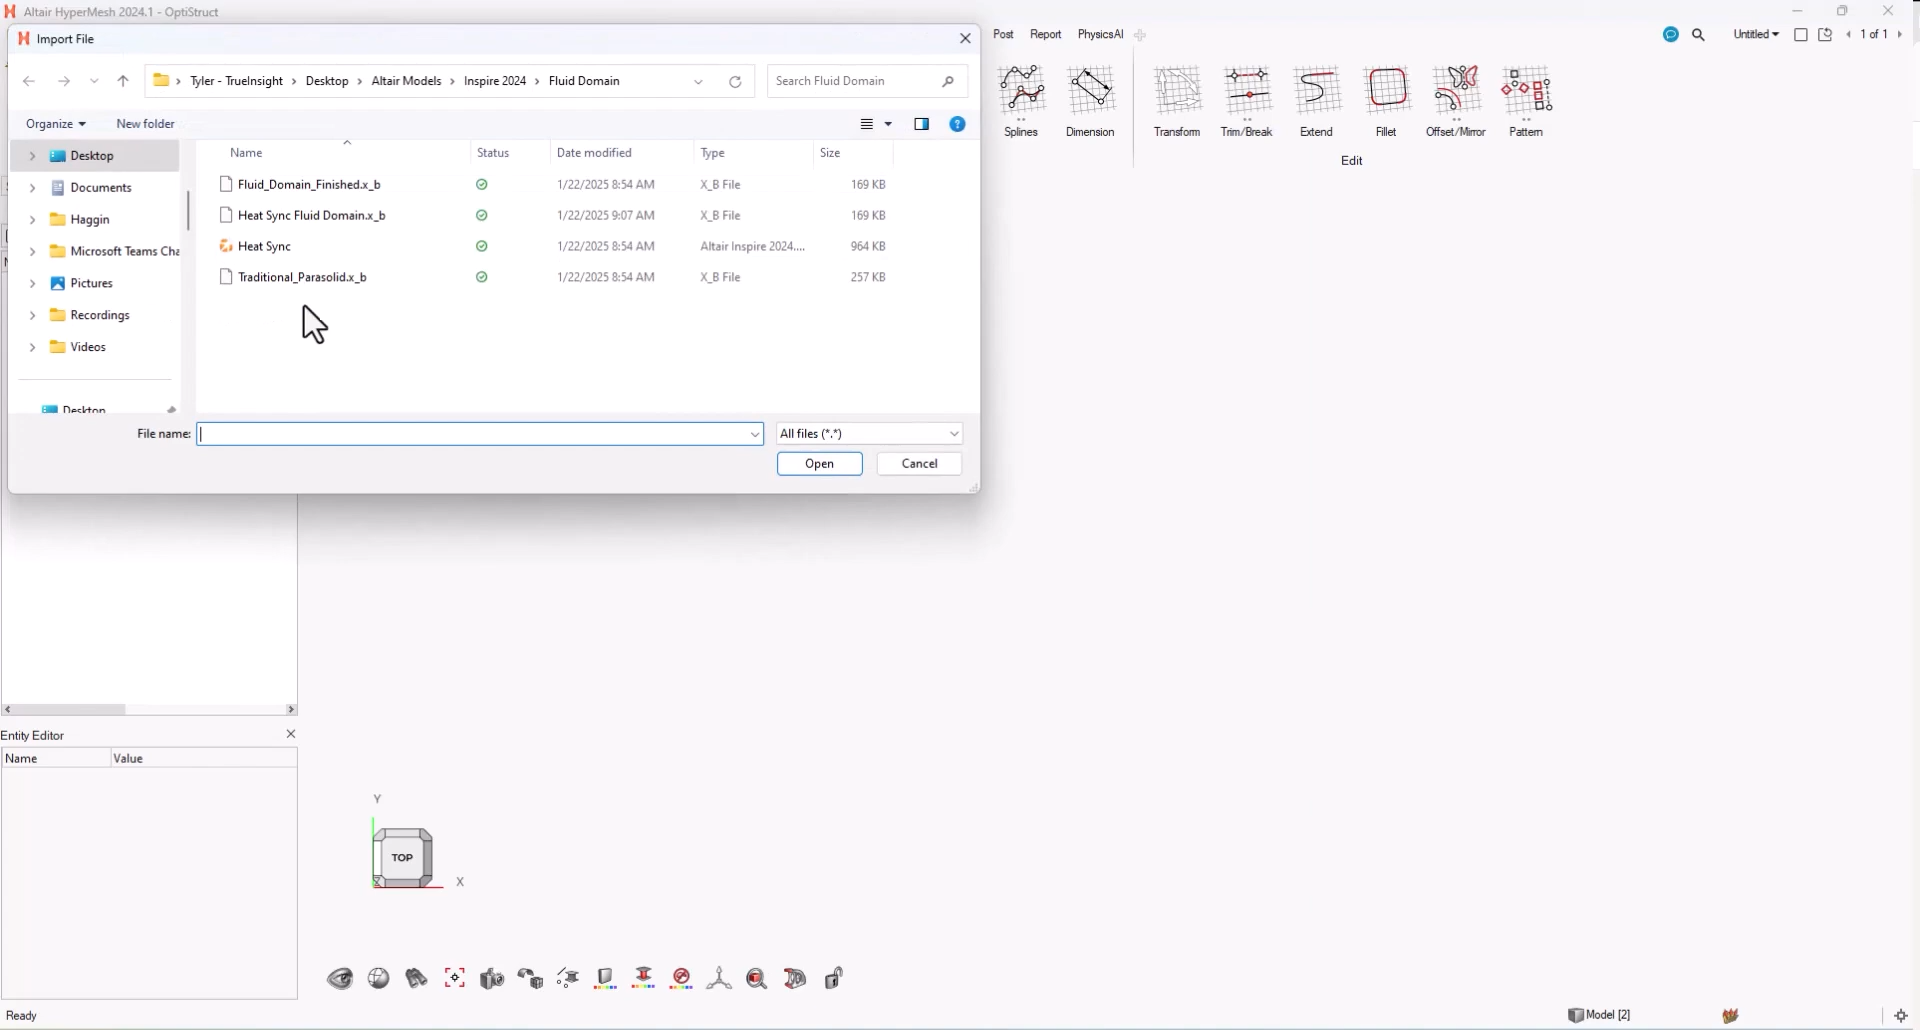 Altair HyperMesh 2024.1 - OptiStruct
Import File
Post Report PhysicsAI
Untitled 1 of 1
Tyler - TrueInsight > Desktop > Altair Models > Inspire 2024 > Fluid Domain
Search Fluid Domain
Organize New folder
Splines Dimension Transform Trim/Break Extend Fillet Offset/Mirror Pattern
Edit
Name Status Date modified Type Size
Desktop
Documents
Haggin
Microsoft Teams Cha
Pictures
Recordings
Videos
Desktop
Fluid_Domain_Finished.x_b 1/22/2025 8:54 AM X_B File 169 KB
Heat Sync Fluid Domain.x_b 1/22/2025 9:07 AM X_B File 169 KB
Heat Sync 1/22/2025 8:54 AM Altair Inspire 2024.... 964 KB
Traditional_Parasolid.x_b 1/22/2025 8:54 AM X_B File 257 KB
File name: All files (*.*)
Open Cancel
Entity Editor
Name Value
Y
TOP
Z X
Ready Model [2]